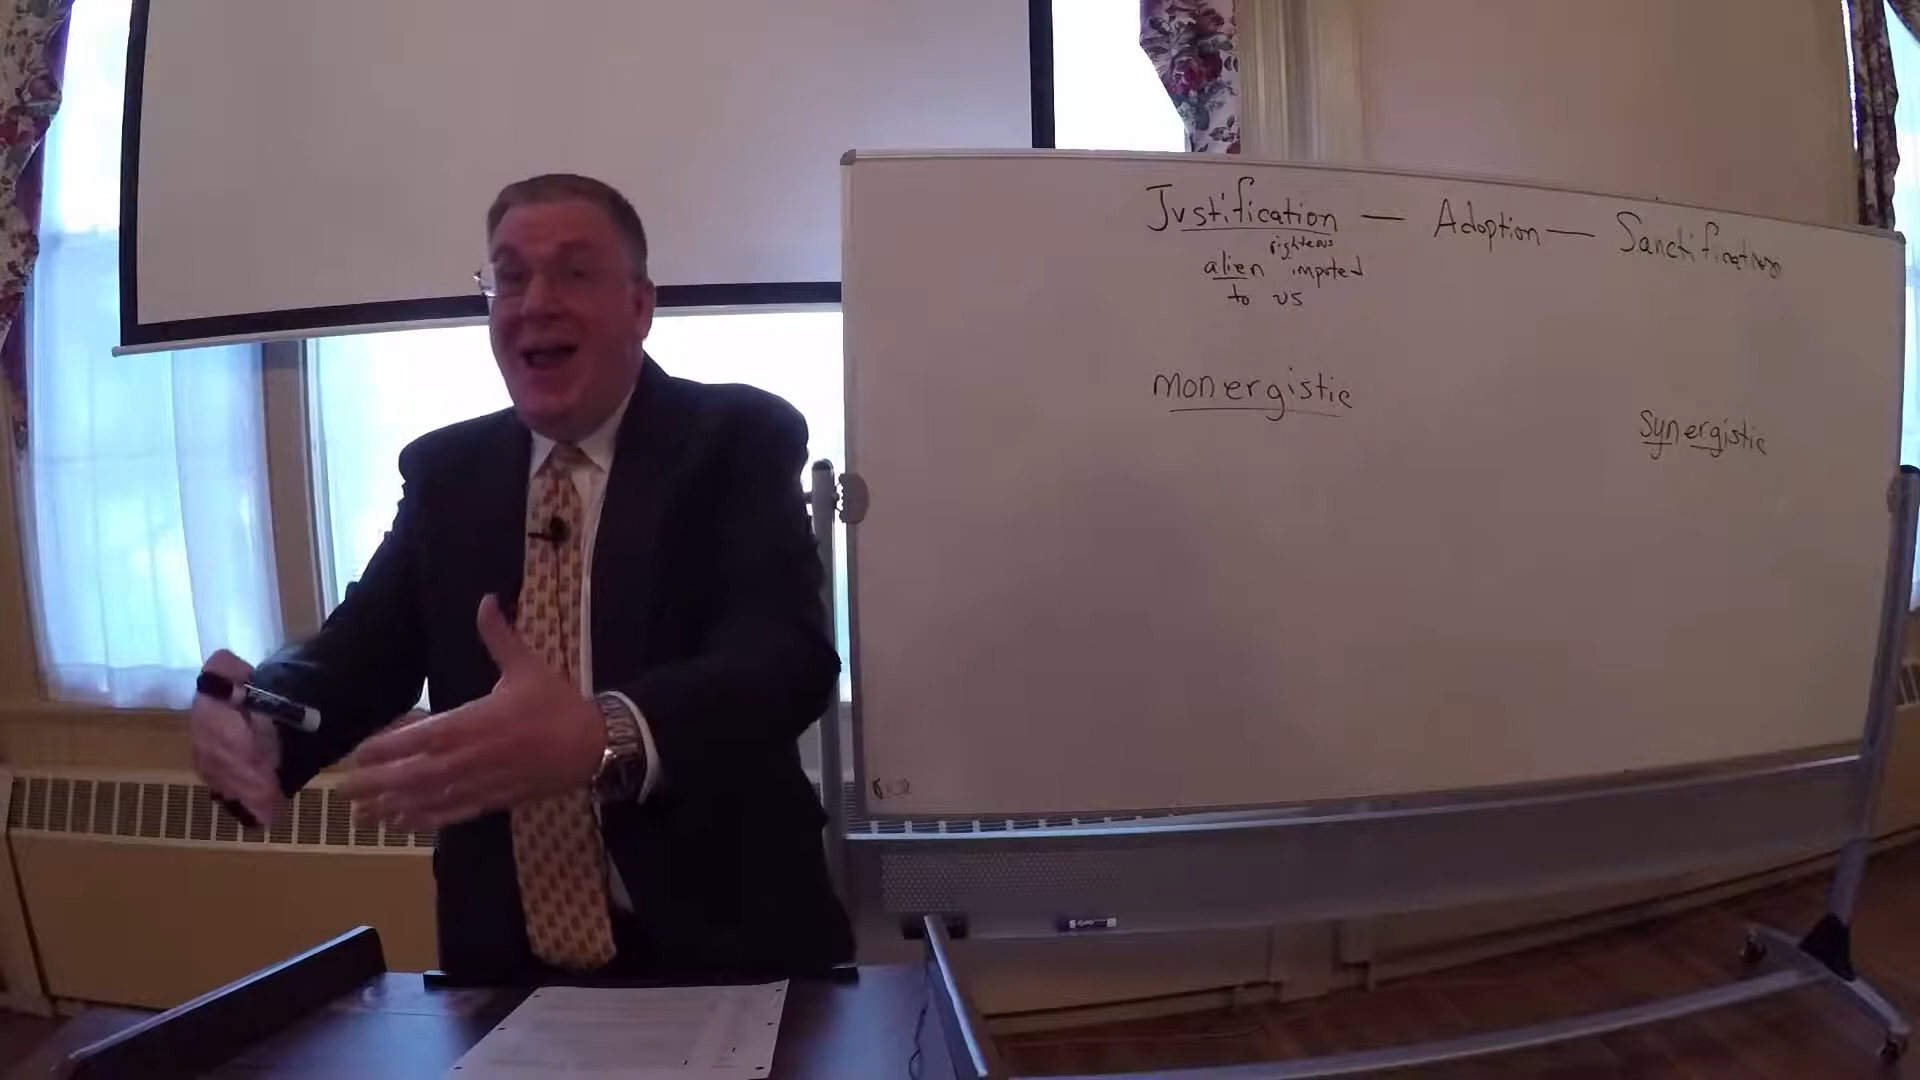 Justification — Adoption — Sanctification
righteous
alien imputed
to us
monergistic
synergistic